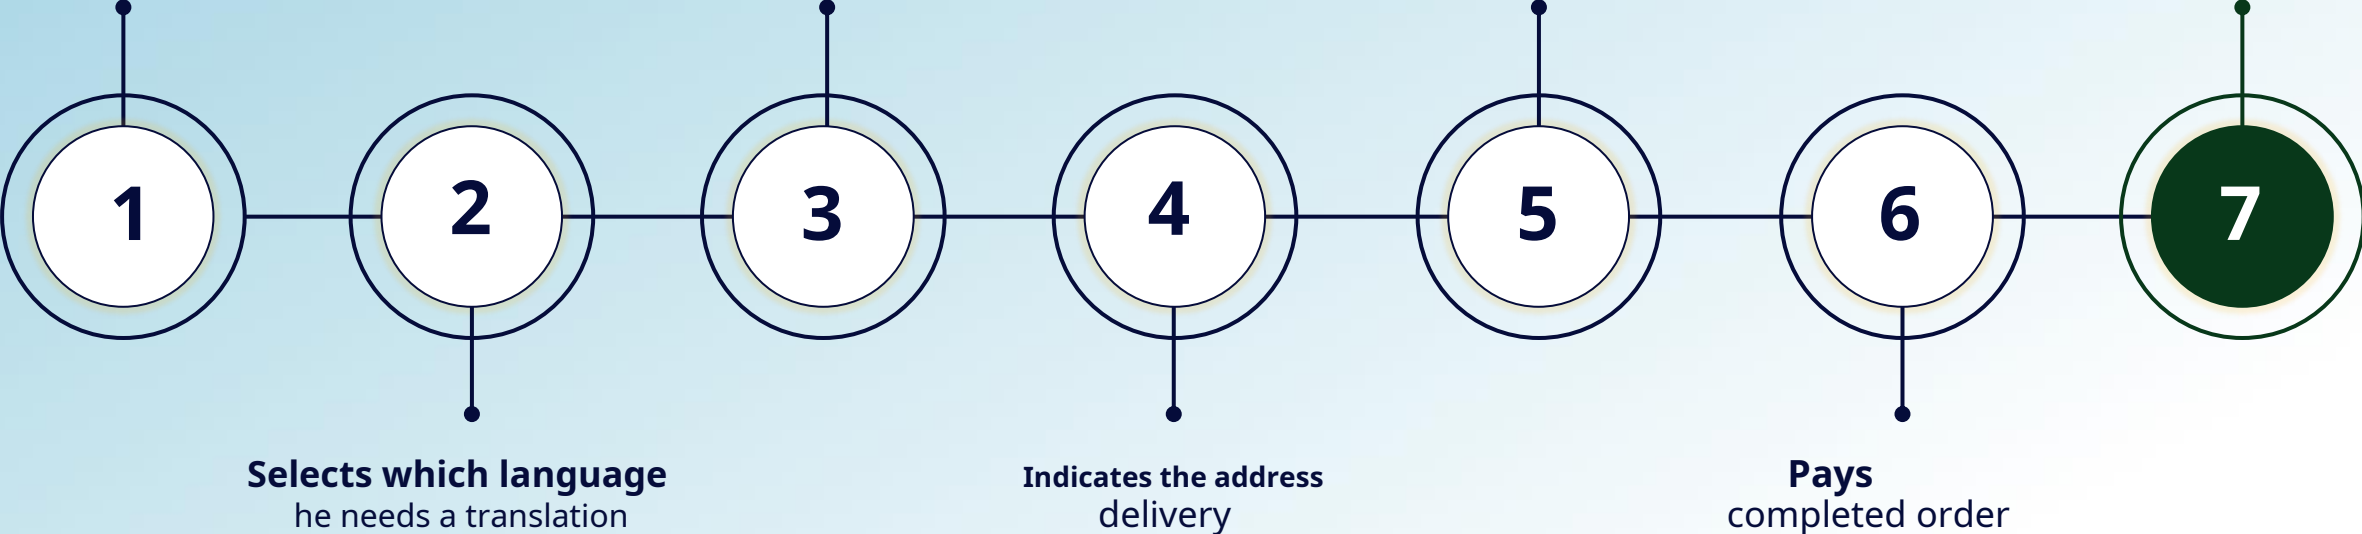 1
2
3
4
5
6
7
Selects which language
he needs a translation
Indicates the address
delivery
Pays
completed order